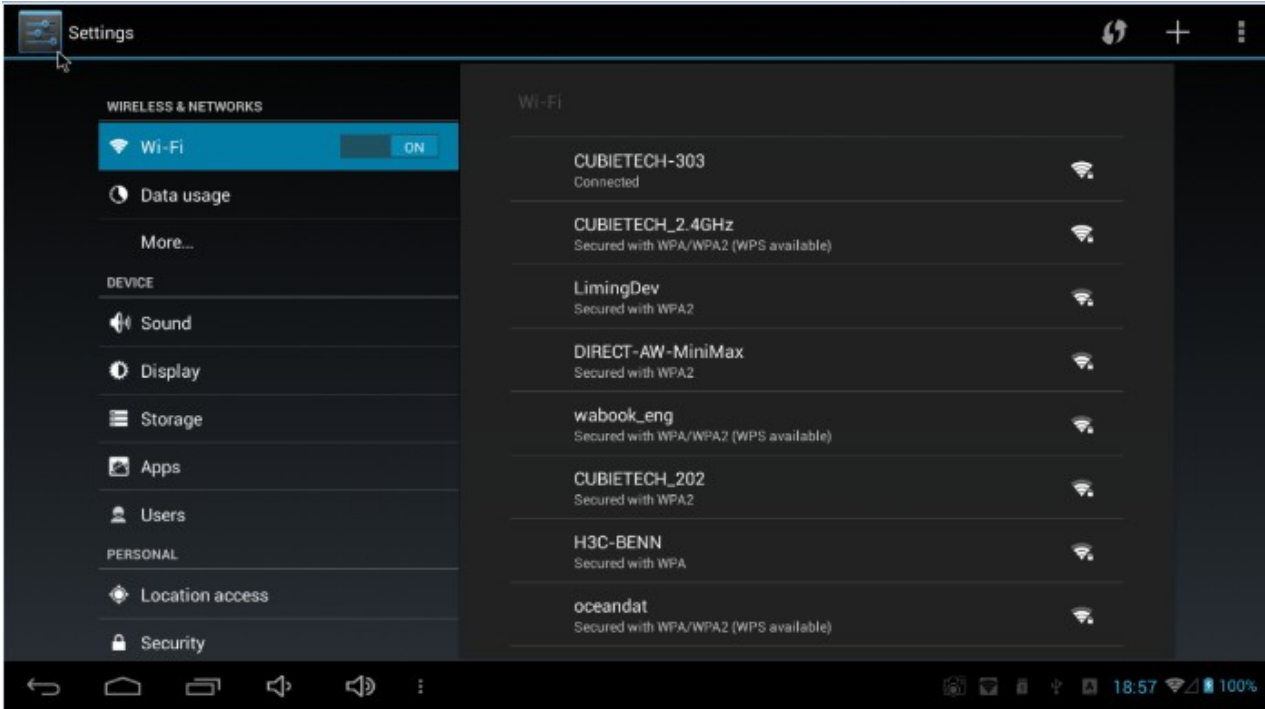 Settings
WIRELESS & NETWORKS
Wi-Fi ON
Data usage
More...
DEVICE
Sound
Display
Storage
Apps
Users
PERSONAL
Location access
Security
Wi-Fi
CUBIETECH-303
Connected
CUBIETECH_2.4GHz
Secured with WPA/WPA2 (WPS available)
LimingDev
Secured with WPA2
DIRECT-AW-MiniMax
Secured with WPA2
wabook_eng
Secured with WPA/WPA2 (WPS available)
CUBIETECH_202
Secured with WPA2
H3C-BENN
Secured with WPA
oceandat
Secured with WPA/WPA2 (WPS available)
A 18:57 100%